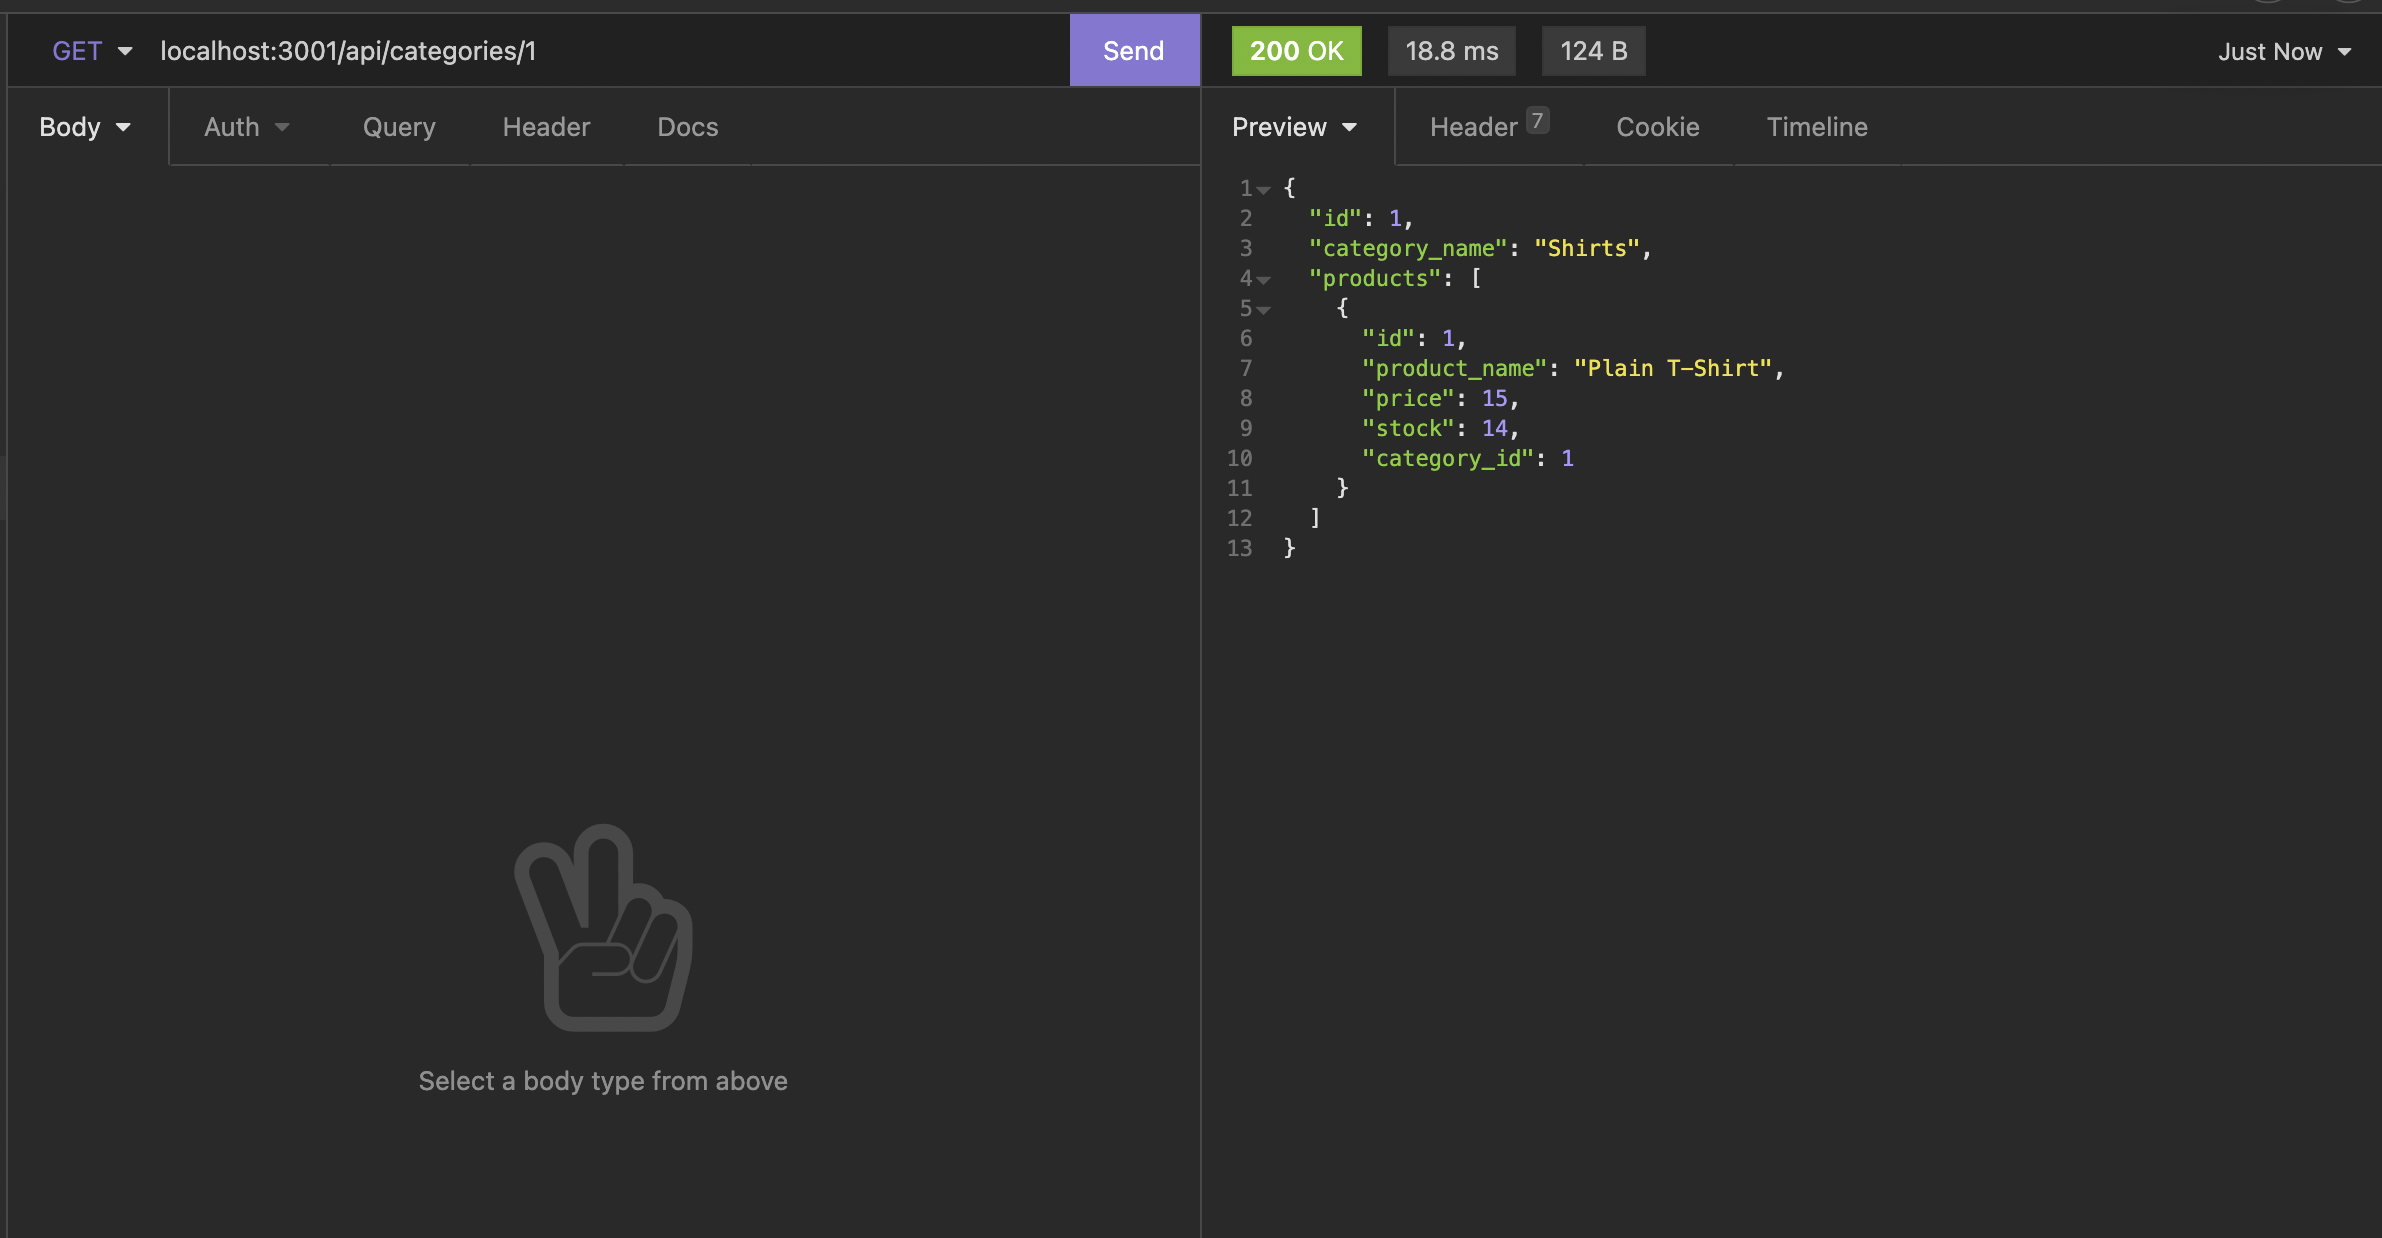 GET localhost:3001/api/categories/1 Send 200 OK 18.8 ms 124 B Just Now
Body Auth Query Header Docs Preview Header 7 Cookie Timeline
1 {
2 "id": 1,
3 "category_name": "Shirts",
4 "products": [
5 {
6 "id": 1,
7 "product_name": "Plain T-Shirt",
8 "price": 15,
9 "stock": 14,
10 "category_id": 1
11 }
12 ]
13 }
Select a body type from above